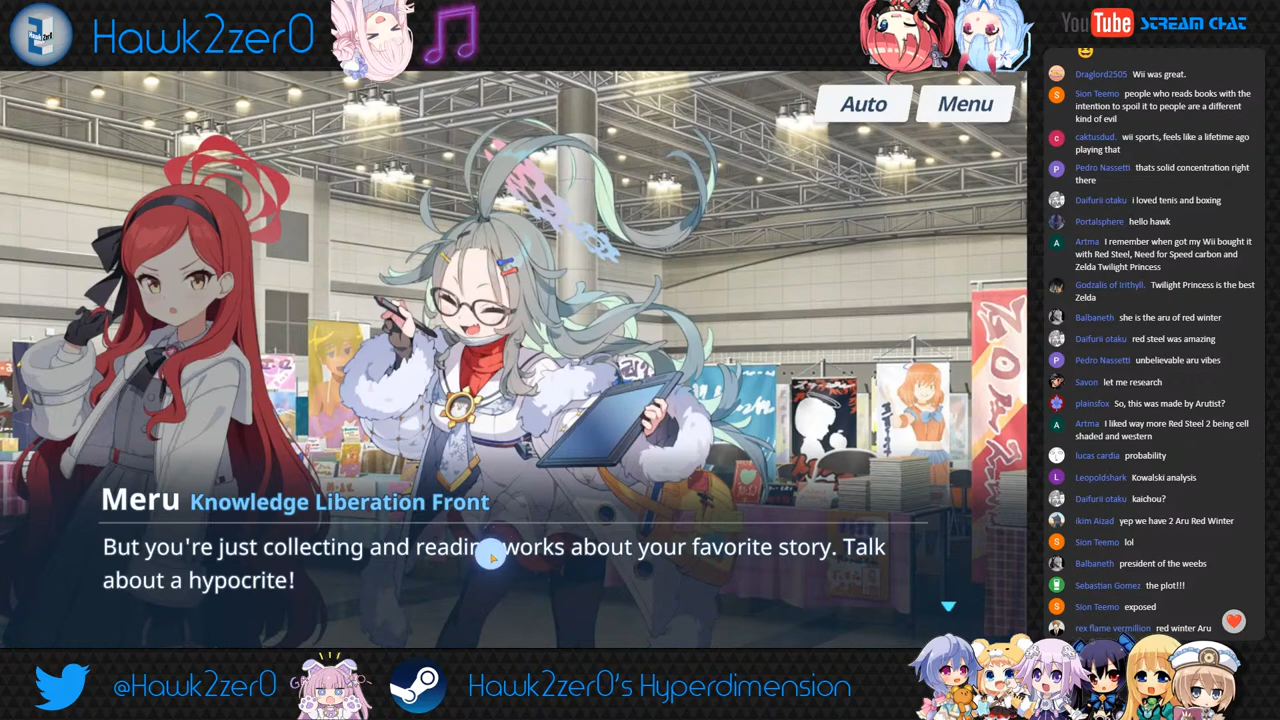 Hawk2zer0
YouTube STREAM CHAT
Auto
Menu
Draglord2505 Wii was great.
Sion Teemo people who reads books with the
intention to spoil it to people are a different
kind of evil
caktusdud. wii sports, feels like a lifetime ago
playing that
Pedro Nassetti thats solid concentration right
there
Daifurii otaku i loved tenis and boxing
Portalsphere hello hawk
Artma I remember when got my Wii bought it
with Red Steel, Need for Speed carbon and
Zelda Twilight Princess
Godzalis of Irithyll. Twilight Princess is the best
Zelda
Balbaneth she is the aru of red winter
Daifurii otaku red steel was amazing
Pedro Nassetti unbelievable aru vibes
Savon let me research
plainsfox So, this was made by Arutist?
Artma I liked way more Red Steel 2 being cell
shaded and western
lucas cardia probability
Leopoldshark Kowalski analysis
Daifurii otaku kaichou?
ikim Aizad yep we have 2 Aru Red Winter
Sion Teemo lol
Balbaneth president of the weebs
Sebastian Gomez the plot!!!
Sion Teemo exposed
rex flame vermillion red winter Aru
Meru Knowledge Liberation Front
But you're just collecting and reading works about your favorite story. Talk
about a hypocrite!
@Hawk2zer0
Hawk2zer0's Hyperdimension